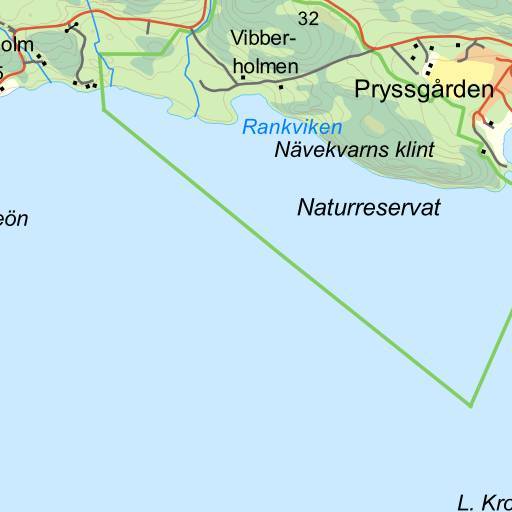 32
Vibber-
holmen
Pryssgården
Rankviken
Nävekvarns klint
Naturreservat